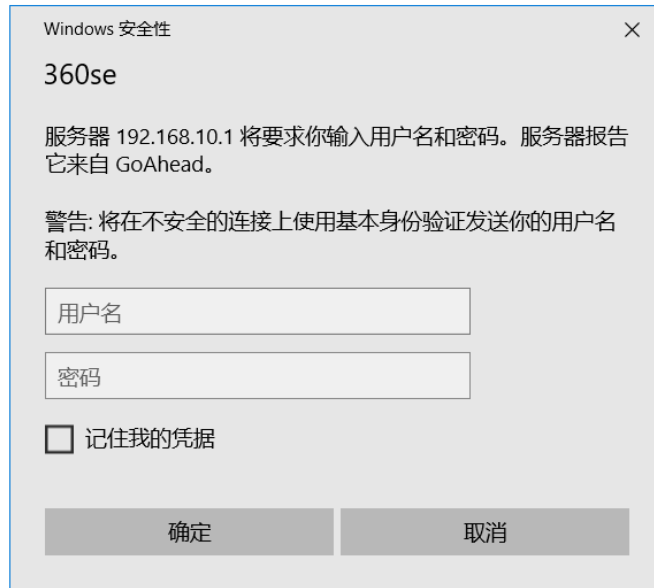 Windows 安全性
360se
服务器 192.168.10.1 将要求你输入用户名和密码。服务器报告
它来自 GoAhead。
警告: 将在不安全的连接上使用基本身份验证发送你的用户名
和密码。
用户名
密码
记住我的凭据
确定
取消